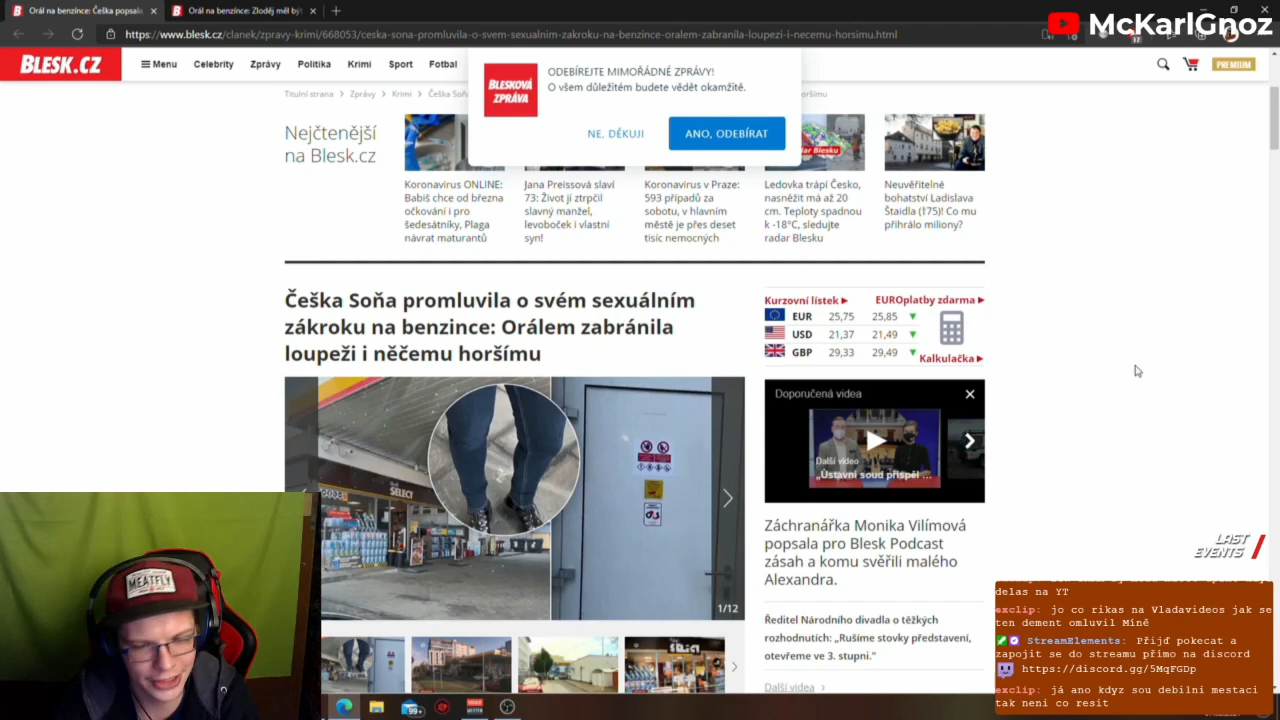 Orál na benzínce: Češka popsala
Orál na benzínce: Zloděj měl být
https://www.blesk.cz/clanek/zpravy-krimi/668053/ceska-sona-promluvila-o-svem-sexualnim-zakroku-na-benzince-oralem-zabranila-loupezi-i-necemu-horsimu.html
McKarlGnoz
BLESK.CZ
Menu Celebrity Zprávy Politika Krimi Sport Fotbal
PREMIUM
BLESKOVÁ
ZPRÁVA
ODEBÍREJTE MIMOŘÁDNÉ ZPRÁVY!
O všem důležitém budete vědět okamžitě.
NE, DĚKUJI
ANO, ODEBÍRAT
Titulní strana > Zprávy > Krimi >
Nejčtenější
na Blesk.cz
Koronavirus ONLINE:
Babiš chce od března
očkování i pro
šedesátníky, Plaga
návrat maturantů
Jana Preissová slaví
73: Život jí ztrpčil
slavný manžel,
levoboček i vlastní
syn!
Koronavirus v Praze:
593 případů za
sobotu, v hlavním
městě je přes deset
tisíc nemocných
Ledovka trápí Česko,
nasněžit má až 20
cm. Teploty spadnou
k -18°C, sledujte
radar Blesku
Neuvěřitelné
bohatství Ladislava
Štaidla (†75)! Co mu
přihrálo miliony?
Češka Soňa promluvila o svém sexuálním
zákroku na benzince: Orálem zabránila
loupeži i něčemu horšímu
Kurzovní lístek EUROplatby zdarma
EUR 25,75 25,85
USD 21,37 21,49
GBP 29,33 29,49
Kalkulačka
SELECT
1/12
Doporučená videa
Další video
„Ústavní soud přispěl ...
Záchranářka Monika Vilímová
popsala pro Blesk Podcast
zásah a komu svěřili malého
Alexandra.
Ředitel Národního divadla o těžkých
rozhodnutích: „Rušíme stovky představení,
otevřeme ve 3. stupni."
Další videa
MEATFLY
LAST
EVENTS
delas na YT
exclip: jo co rikas na Vladavideos jak se
ten dement omluvil Míně
StreamElements: Přijď pokecat a
zapojit se do streamu přímo na discord
https://discord.gg/5MqFGDp
exclip: já ano kdyz sou debilni mestaci
tak neni co resit
99+